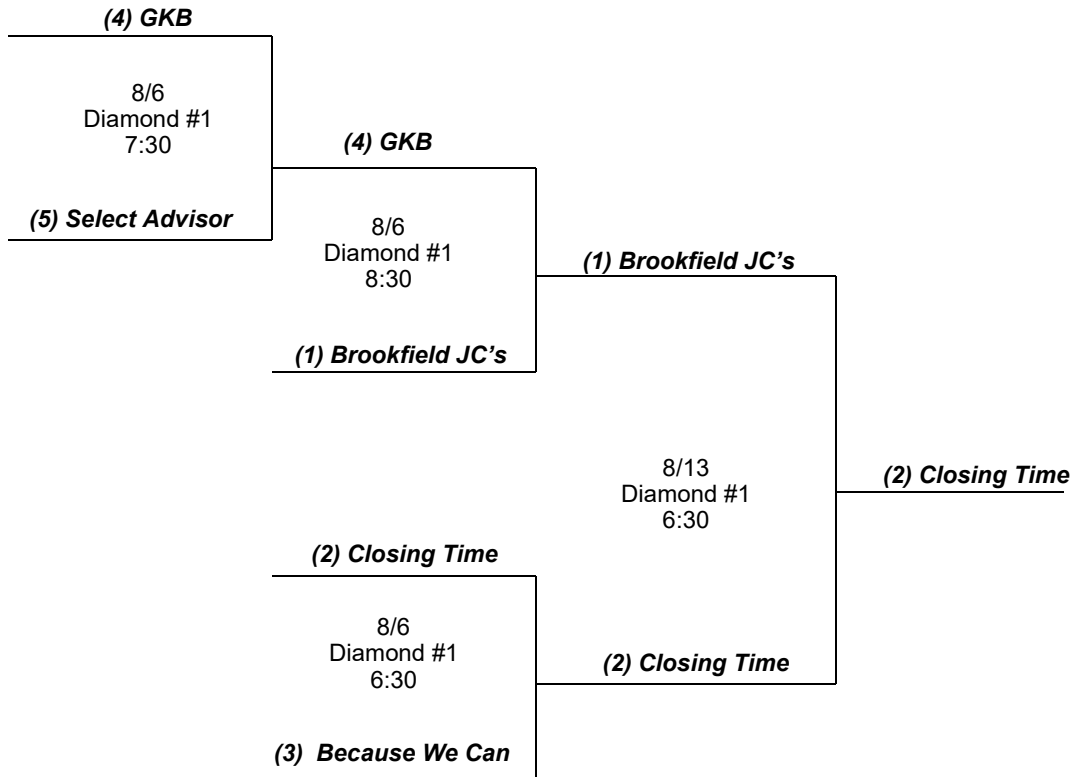 (4) GKB
8/6
Diamond #1
7:30
(4) GKB
(5) Select Advisor
8/6
Diamond #1
8:30
(1) Brookfield JC’s
(1) Brookfield JC’s
8/13
Diamond #1
6:30
(2) Closing Time
(2) Closing Time
8/6
Diamond #1
6:30
(2) Closing Time
(3) Because We Can